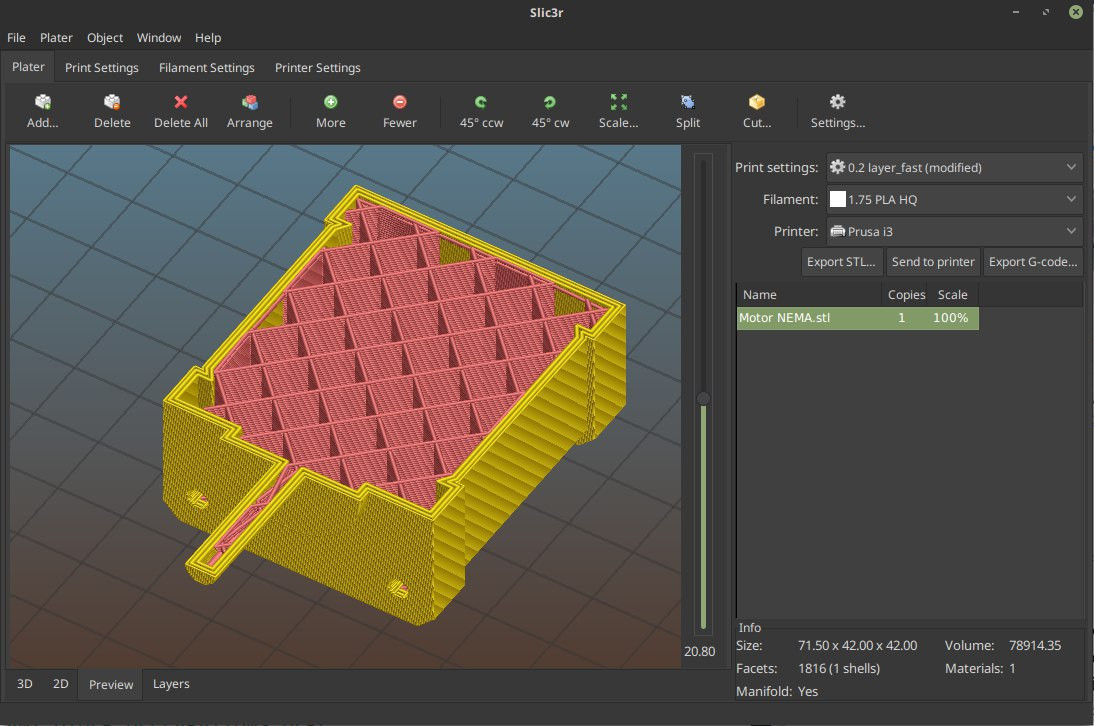 Slic3r
File Plater Object Window Help
Plater Print Settings Filament Settings Printer Settings
Add... Delete Delete All Arrange More Fewer 45° ccw 45° cw Scale... Split Cut... Settings...
Print settings: 0.2 layer_fast (modified)
Filament: 1.75 PLA HQ
Printer: Prusa i3
Export STL... Send to printer Export G-code...
Name Copies Scale
Motor NEMA.stl 1 100%
Info
Size: 71.50 x 42.00 x 42.00 Volume: 78914.35
20.80
Facets: 1816 (1 shells) Materials: 1
Manifold: Yes
3D 2D Preview Layers